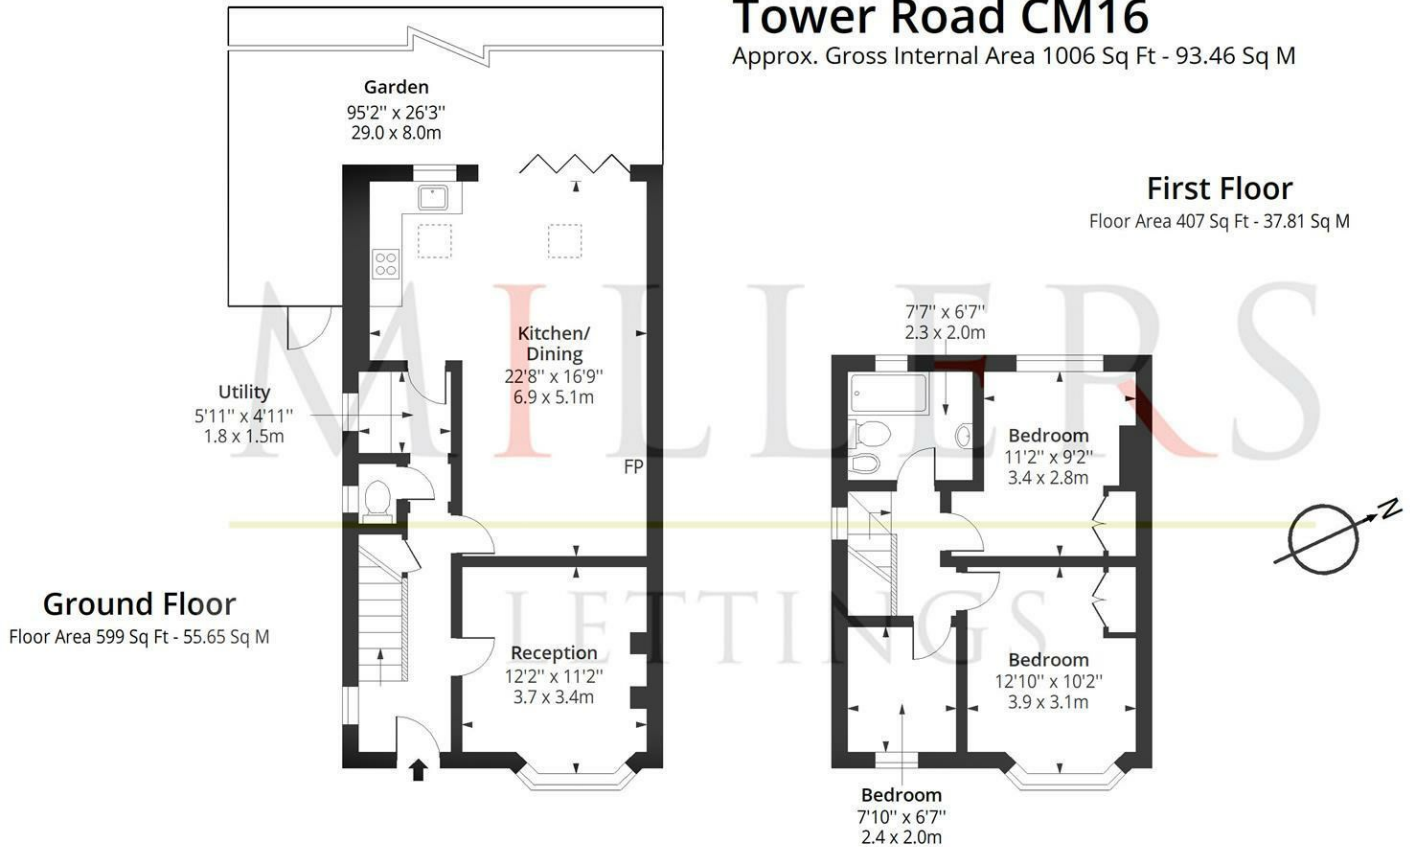 Tower Road CM16
Approx. Gross Internal Area 1006 Sq Ft - 93.46 Sq M
Garden
95'2'' x 26'3''
29.0 x 8.0m
First Floor
Floor Area 407 Sq Ft - 37.81 Sq M
MILLERS
LETTINGS
Kitchen/
Dining
22'8'' x 16'9''
6.9 x 5.1m
Utility
5'11'' x 4'11''
1.8 x 1.5m
FP
7'7'' x 6'7''
2.3 x 2.0m
Bedroom
11'2'' x 9'2''
3.4 x 2.8m
N
Ground Floor
Floor Area 599 Sq Ft - 55.65 Sq M
Reception
12'2'' x 11'2''
3.7 x 3.4m
Bedroom
12'10'' x 10'2''
3.9 x 3.1m
Bedroom
7'10'' x 6'7''
2.4 x 2.0m